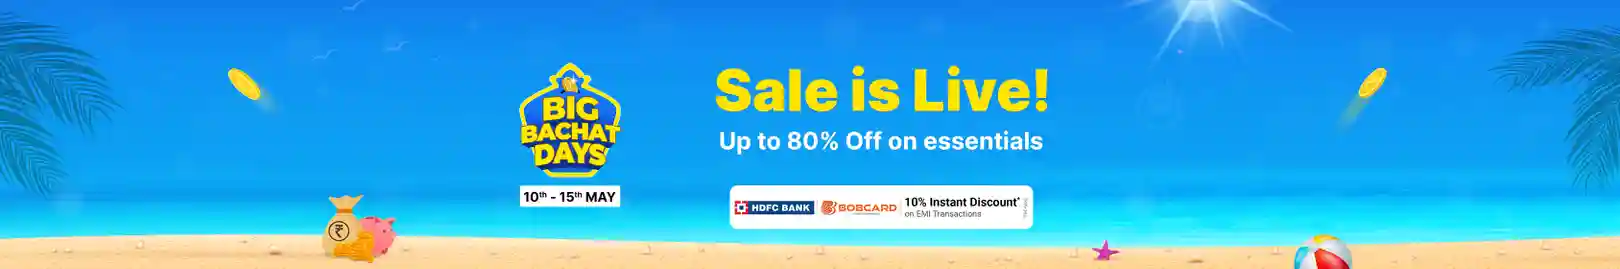 BIG
BACHAT
DAYS
10th - 15th MAY
Sale is Live!
Up to 80% Off on essentials
HDFC BANK
BOBCARD
10% Instant Discount*
on EMI Transactions
₹